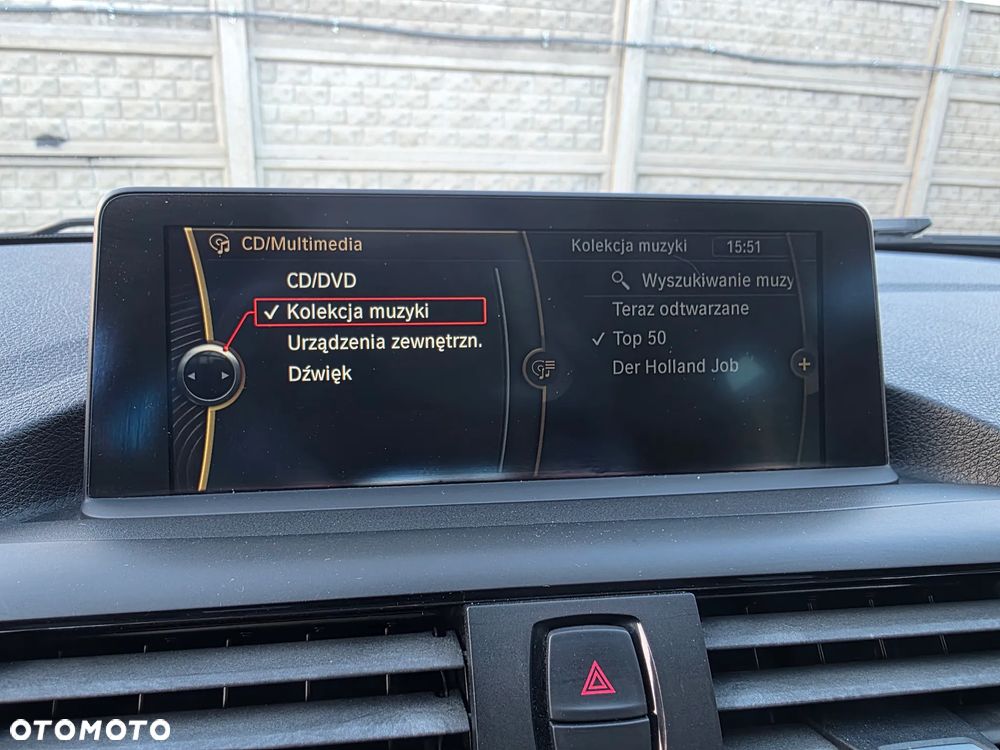 CD/Multimedia
CD/DVD
Kolekcja muzyki
Urządzenia zewnętrzn.
Dźwięk
Kolekcja muzyki 15:51
Wyszukiwanie muzy
Teraz odtwarzane
Top 50
Der Holland Job
OTOMOTO